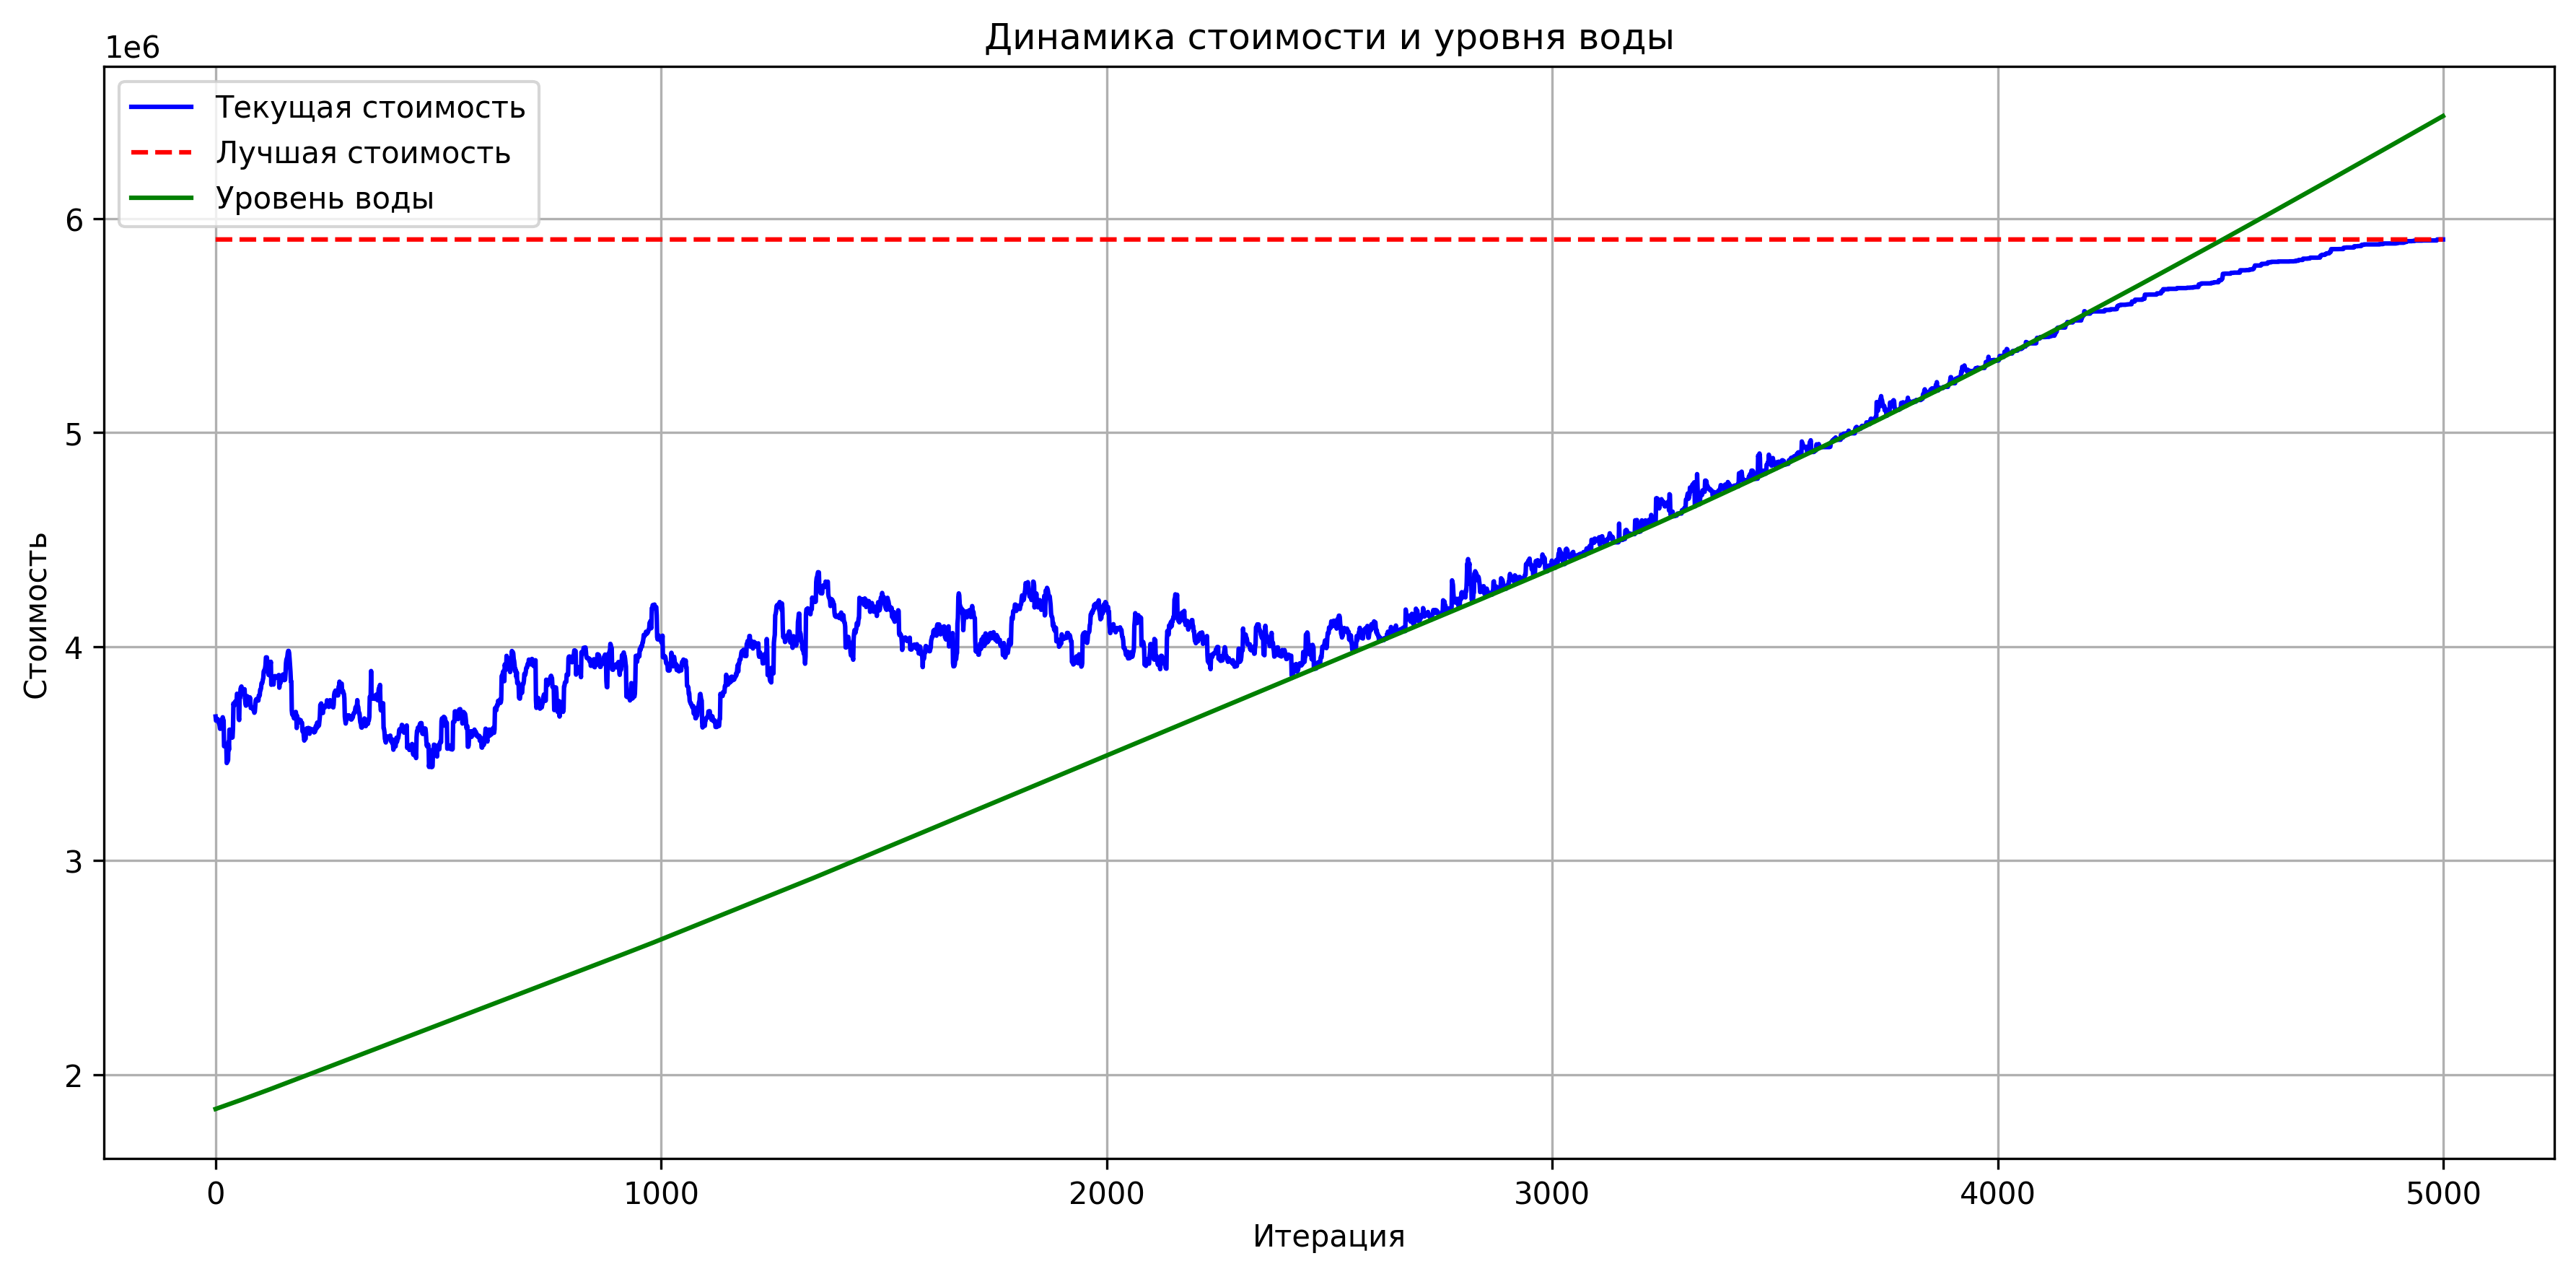 Динамика стоимости и уровня воды
1e6
Текущая стоимость
Лучшая стоимость
Уровень воды
Стоимость
6
5
4
3
2
0 1000 2000 3000 4000 5000
Итерация